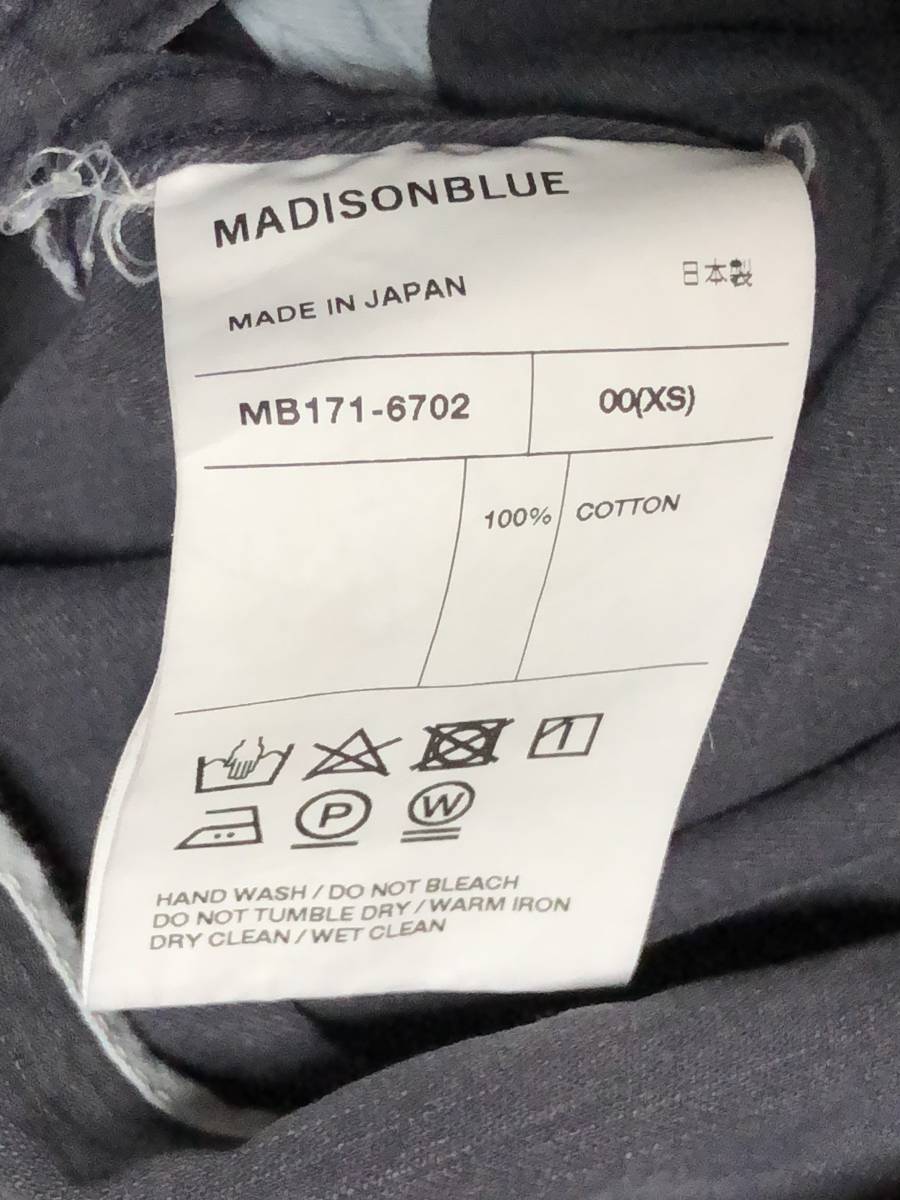 MADISONBLUE
MADE IN JAPAN 日本製
MB171-6702 00(XS)
100% COTTON
P W
HAND WASH / DO NOT BLEACH
DO NOT TUMBLE DRY / WARM IRON
DRY CLEAN / WET CLEAN